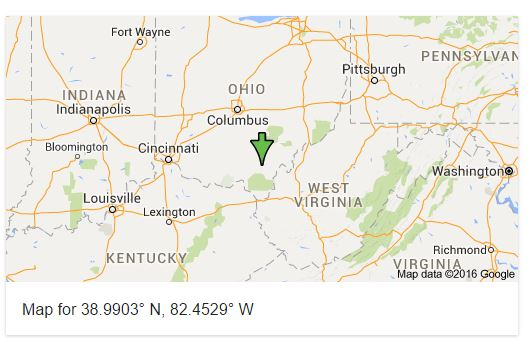 Fort Wayne
PENNSYLVAN
Pittsburgh
OHIO
INDIANA
Indianapolis
Columbus
Bloomington
Cincinnati
Washington
WEST
VIRGINIA
Louisville
Lexington
KENTUCKY
Richmond
VIRGINIA
Map data ©2016 Google
Map for 38.9903° N, 82.4529° W